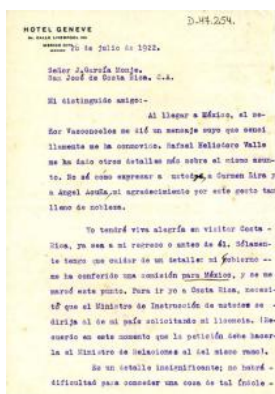 D-47.254.
HOTEL GENEVE
MEXICO CITY
26 de julio de 1922.
Señor J.García Monje.
San José de Costa Rica, C.A.
Mi distinguido amigo:-
Al llegar a México, el se-
ñor Vasconcelos me dió un mensaje suyo que senci
llamente me ha conmovido. Rafael Heliodoro Valle
me ha dado otros detalles más sobre el mismo asun-
to. No sé como expresar a ustedes, a Carmen Lira y
a Angel Acuña, mi agradecimiento por este gesto tan
lleno de nobleza.
Yo tendré viva alegría en visitar Costa -
Rica, ya sea a mi regreso o antes de él. Sólamen-
te tengo que cuidar de un detalle: mi gobierno --
me ha conferido una comisión para México, y se me
marcó este punto. Para ir yo a Costa Rica, necesi-
to que el Ministro de Instrucción de ustedes se -
dirija al de mi país solicitando mi licencia. (Re-
cuerdo en este momento que la petición debe hacer
la el Ministro de Relaciones al del mismo ramo).
Es un detalle insignificante; no habrá -
dificultad para conceder una cosa de tal índole -